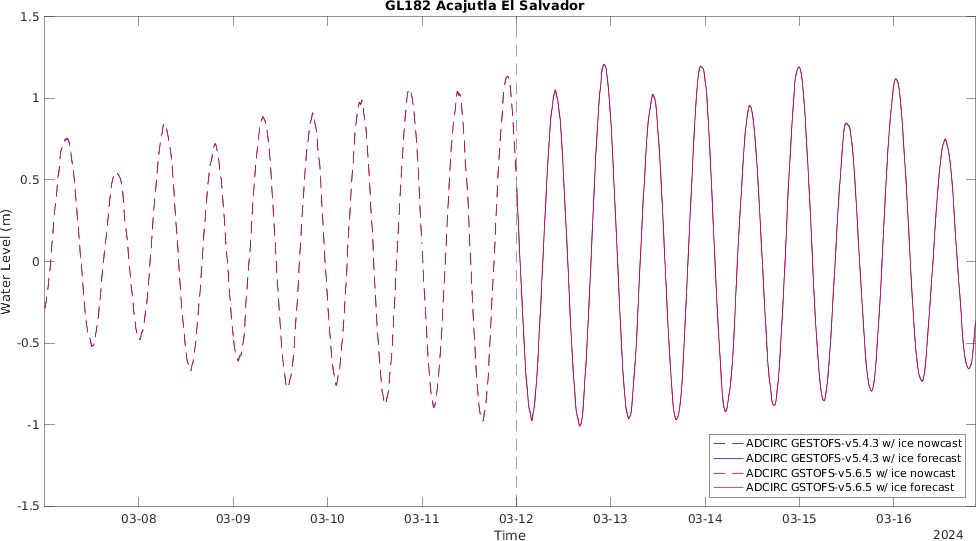 GL182 Acajutla El Salvador
1.5
1
0.5
0
-0.5
-1
-1.5
Water Level (m)
03-08 03-09 03-10 03-11 03-12 03-13 03-14 03-15 03-16
Time
2024
ADCIRC GESTOFS-v5.4.3 w/ ice nowcast
ADCIRC GESTOFS-v5.4.3 w/ ice forecast
ADCIRC GSTOFS-v5.6.5 w/ ice nowcast
ADCIRC GSTOFS-v5.6.5 w/ ice forecast